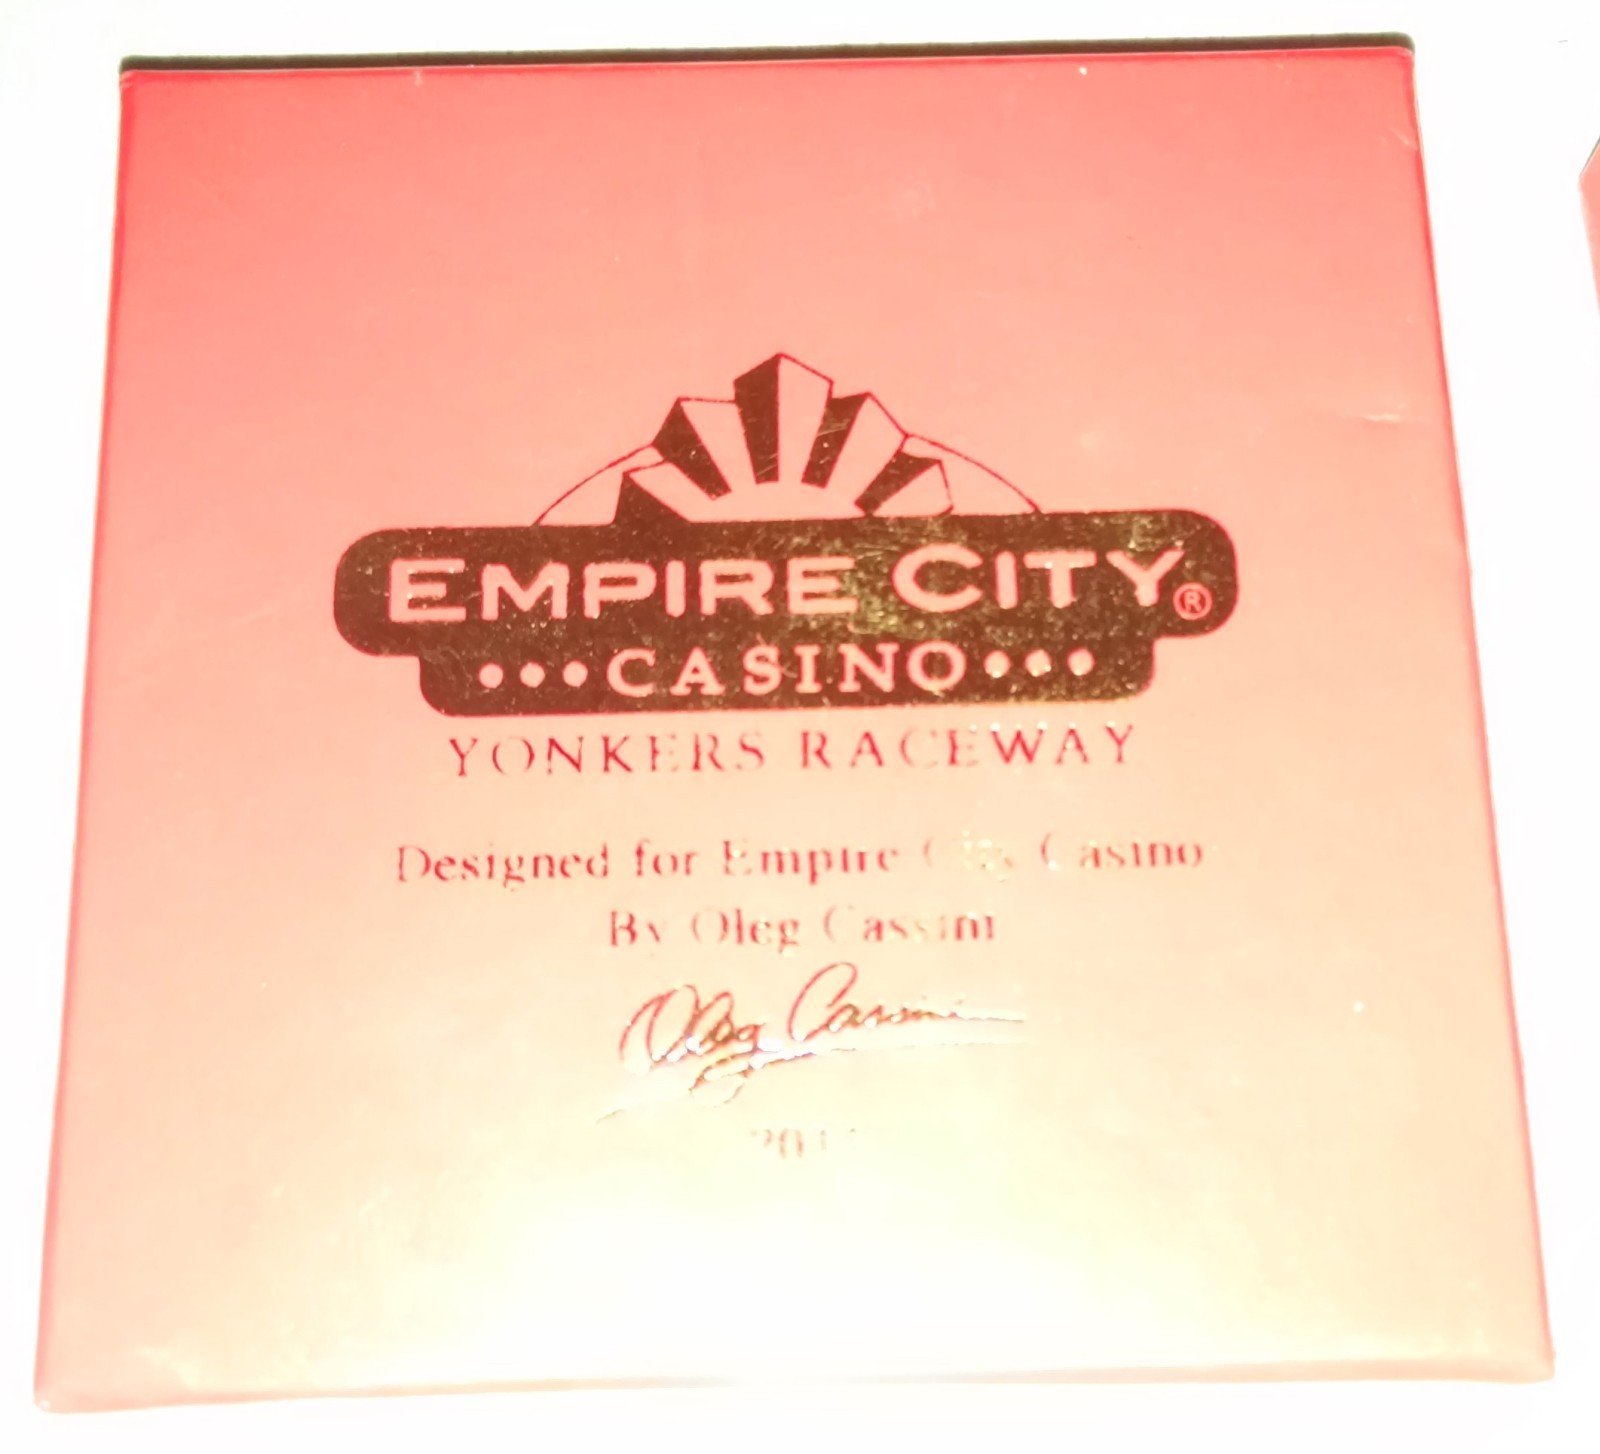 EMPIRE CITY®
•••CASINO•••
YONKERS RACEWAY
Designed for Empire City Casino
By Oleg Cassini
Oleg Cassini